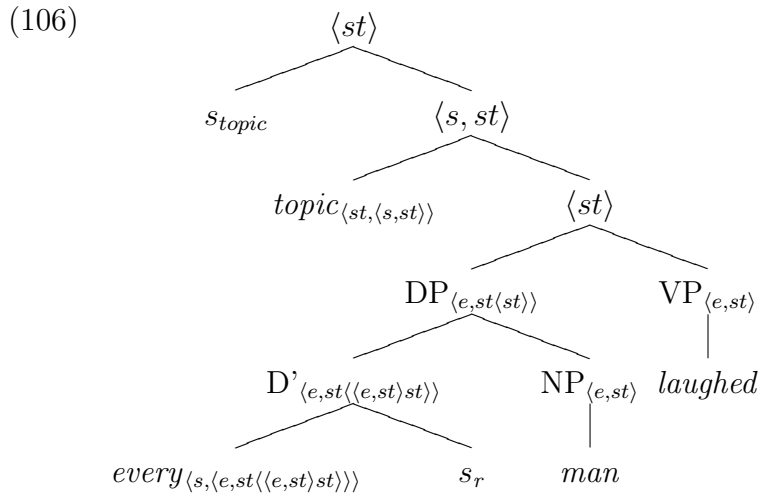 (106) ⟨st⟩
s_topic ⟨s, st⟩
topic_⟨st,⟨s,st⟩⟩ ⟨st⟩
DP_⟨e,st⟨st⟩⟩ VP_⟨e,st⟩
D'_⟨e,st⟨⟨e,st⟩st⟩⟩ NP_⟨e,st⟩ laughed
every_⟨s,⟨e,st⟨⟨e,st⟩st⟩⟩⟩ s_r man